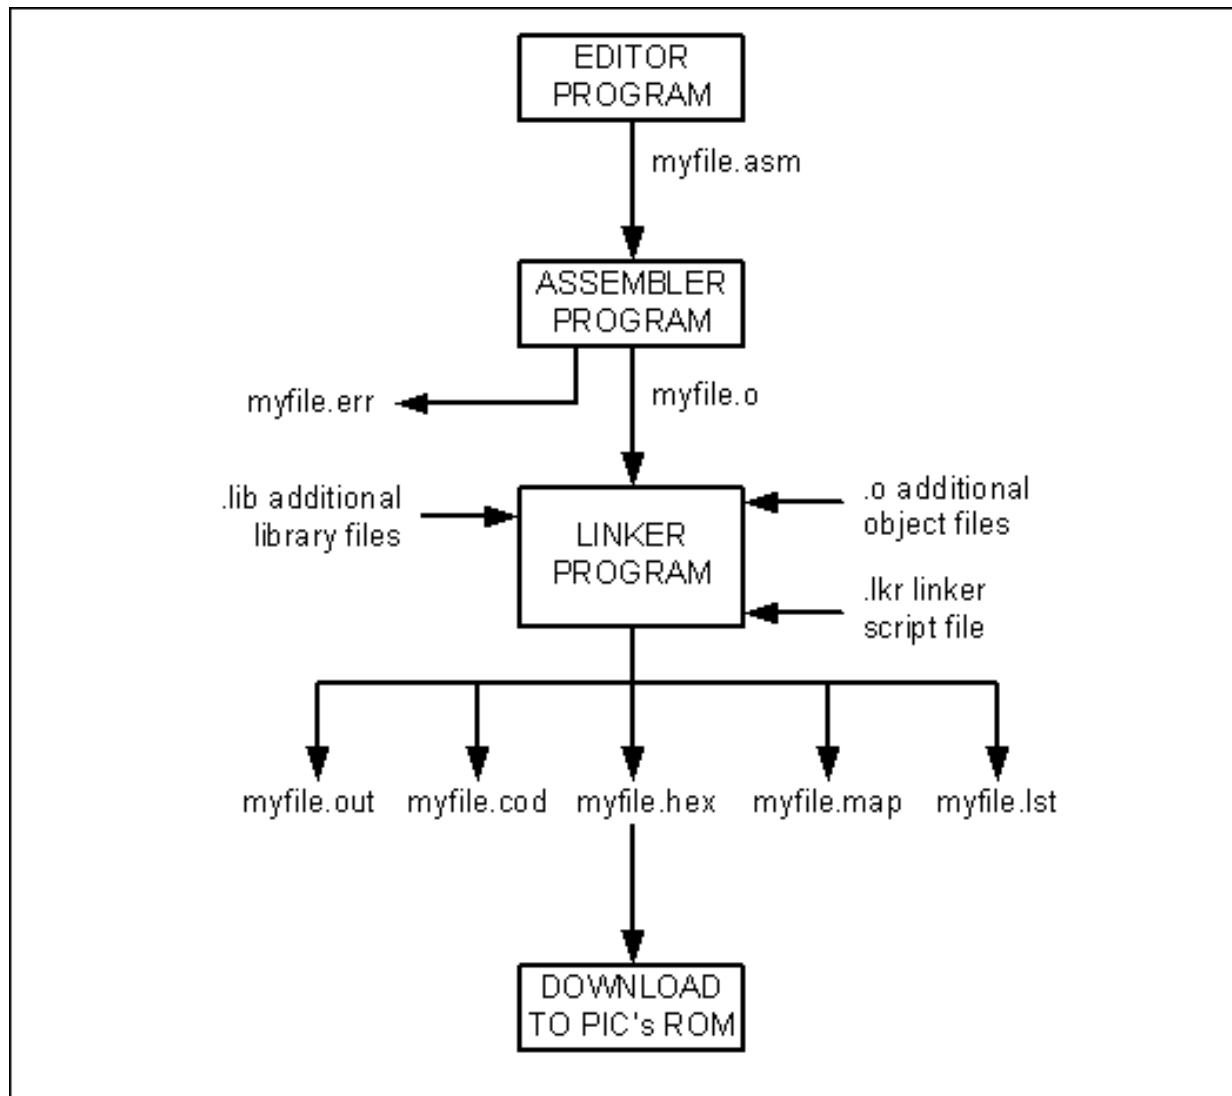 EDITOR
PROGRAM
myfile.asm
ASSEMBLER
PROGRAM
myfile.err
myfile.o
.lib additional
library files
LINKER
PROGRAM
.o additional
object files
.lkr linker
script file
myfile.out
myfile.cod
myfile.hex
myfile.map
myfile.lst
DOWNLOAD
TO PIC's ROM